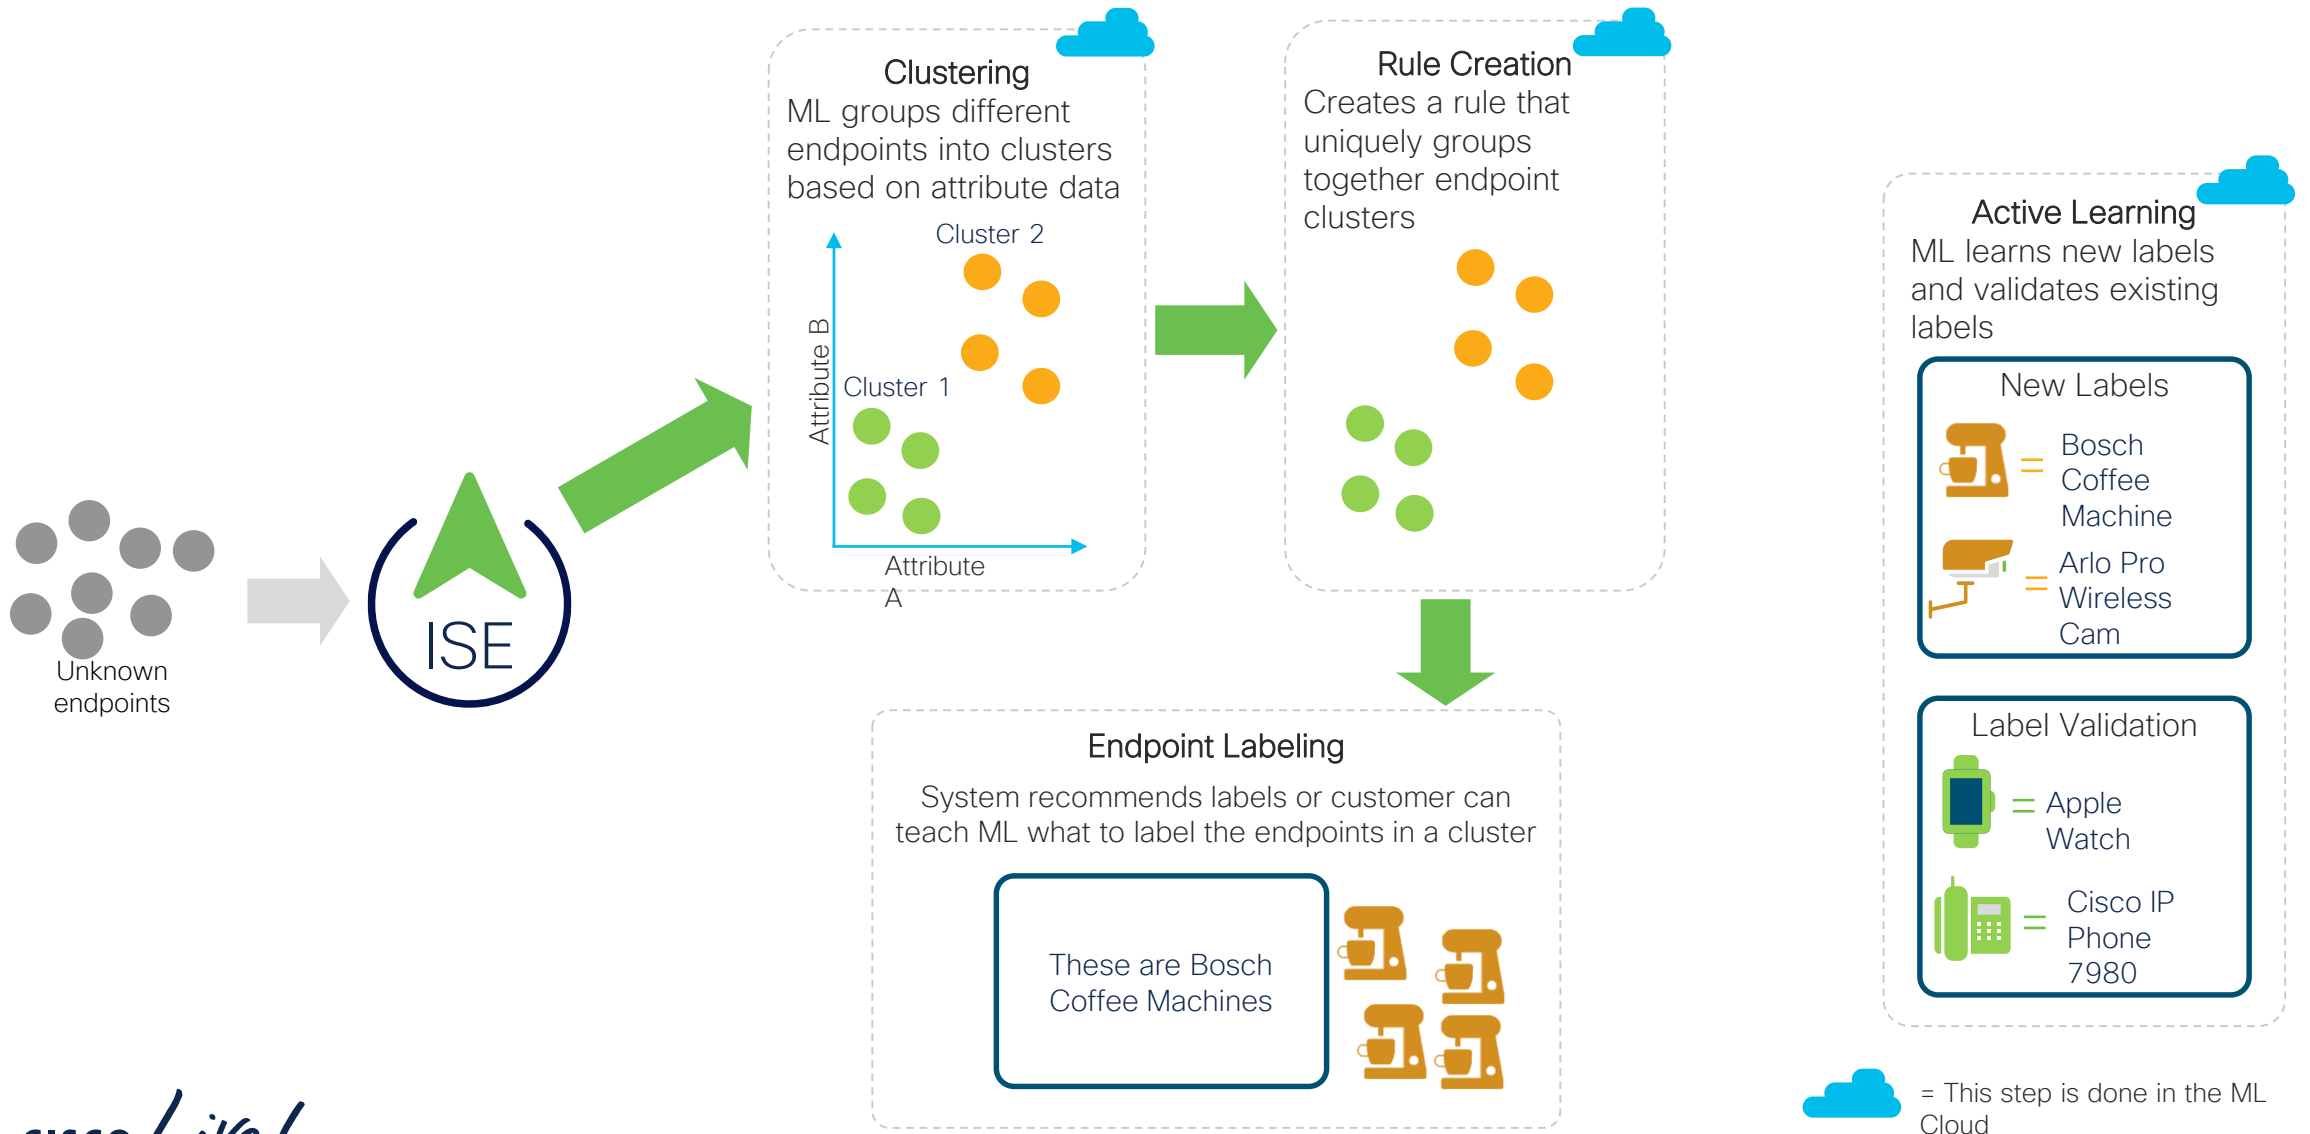 Unknown
endpoints
ISE
Clustering
ML groups different
endpoints into clusters
based on attribute data
Cluster 2
Cluster 1
Attribute B
Attribute
A
Rule Creation
Creates a rule that
uniquely groups
together endpoint
clusters
Endpoint Labeling
System recommends labels or customer can
teach ML what to label the endpoints in a cluster
These are Bosch
Coffee Machines
Active Learning
ML learns new labels
and validates existing
labels
New Labels
= Bosch
Coffee
Machine
= Arlo Pro
Wireless
Cam
Label Validation
= Apple
Watch
= Cisco IP
Phone
7980
= This step is done in the ML
Cloud
cisco Live!